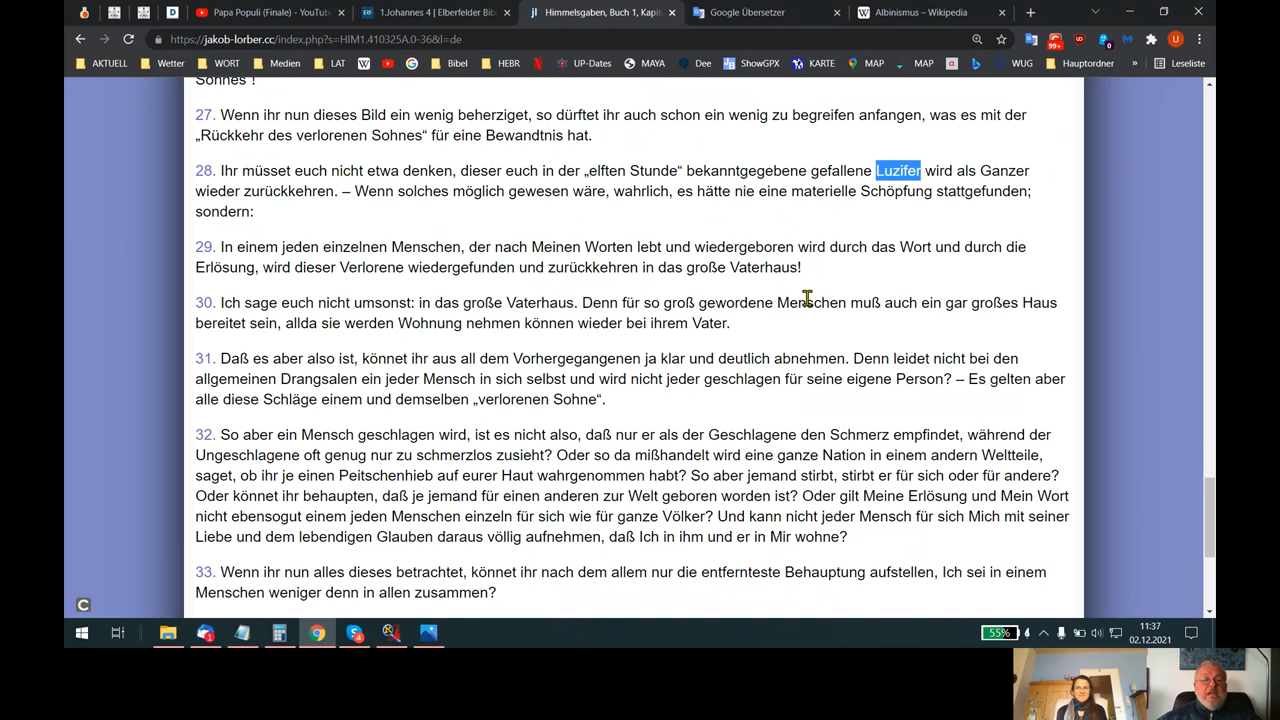 Papa Populi (Finale) - YouTub
1.Johannes 4 | Elberfelder Bib
Himmelsgaben, Buch 1, Kapit
Google Übersetzer
Albinismus – Wikipedia
https://jakob-lorber.cc/index.php?s=HIM1.410325A.0-36&l=de
99+
0
U
AKTUELL Wetter WORT Medien LAT Bibel HEBR UP-Dates MAYA Dee ShowGPX KARTE MAP MAP WUG Hauptordner » Leseliste
Sohnes"!
27. Wenn ihr nun dieses Bild ein wenig beherziget, so dürftet ihr auch schon ein wenig zu begreifen anfangen, was es mit der
„Rückkehr des verlorenen Sohnes“ für eine Bewandtnis hat.
28. Ihr müsset euch nicht etwa denken, dieser euch in der „elften Stunde“ bekanntgegebene gefallene Luzifer wird als Ganzer
wieder zurückkehren. – Wenn solches möglich gewesen wäre, wahrlich, es hätte nie eine materielle Schöpfung stattgefunden;
sondern:
29. In einem jeden einzelnen Menschen, der nach Meinen Worten lebt und wiedergeboren wird durch das Wort und durch die
Erlösung, wird dieser Verlorene wiedergefunden und zurückkehren in das große Vaterhaus!
30. Ich sage euch nicht umsonst: in das große Vaterhaus. Denn für so groß gewordene Menschen muß auch ein gar großes Haus
bereitet sein, allda sie werden Wohnung nehmen können wieder bei ihrem Vater.
31. Daß es aber also ist, könnet ihr aus all dem Vorhergegangenen ja klar und deutlich abnehmen. Denn leidet nicht bei den
allgemeinen Drangsalen ein jeder Mensch in sich selbst und wird nicht jeder geschlagen für seine eigene Person? – Es gelten aber
alle diese Schläge einem und demselben „verlorenen Sohne“.
32. So aber ein Mensch geschlagen wird, ist es nicht also, daß nur er als der Geschlagene den Schmerz empfindet, während der
Ungeschlagene oft genug nur zu schmerzlos zusieht? Oder so da mißhandelt wird eine ganze Nation in einem andern Weltteile,
saget, ob ihr je einen Peitschenhieb auf eurer Haut wahrgenommen habt? So aber jemand stirbt, stirbt er für sich oder für andere?
Oder könnet ihr behaupten, daß je jemand für einen anderen zur Welt geboren worden ist? Oder gilt Meine Erlösung und Mein Wort
nicht ebensogut einem jeden Menschen einzeln für sich wie für ganze Völker? Und kann nicht jeder Mensch für sich Mich mit seiner
Liebe und dem lebendigen Glauben daraus völlig aufnehmen, daß Ich in ihm und er in Mir wohne?
33. Wenn ihr nun alles dieses betrachtet, könnet ihr nach dem allem nur die entfernteste Behauptung aufstellen, Ich sei in einem
Menschen weniger denn in allen zusammen?
55%
11:37
02.12.2021